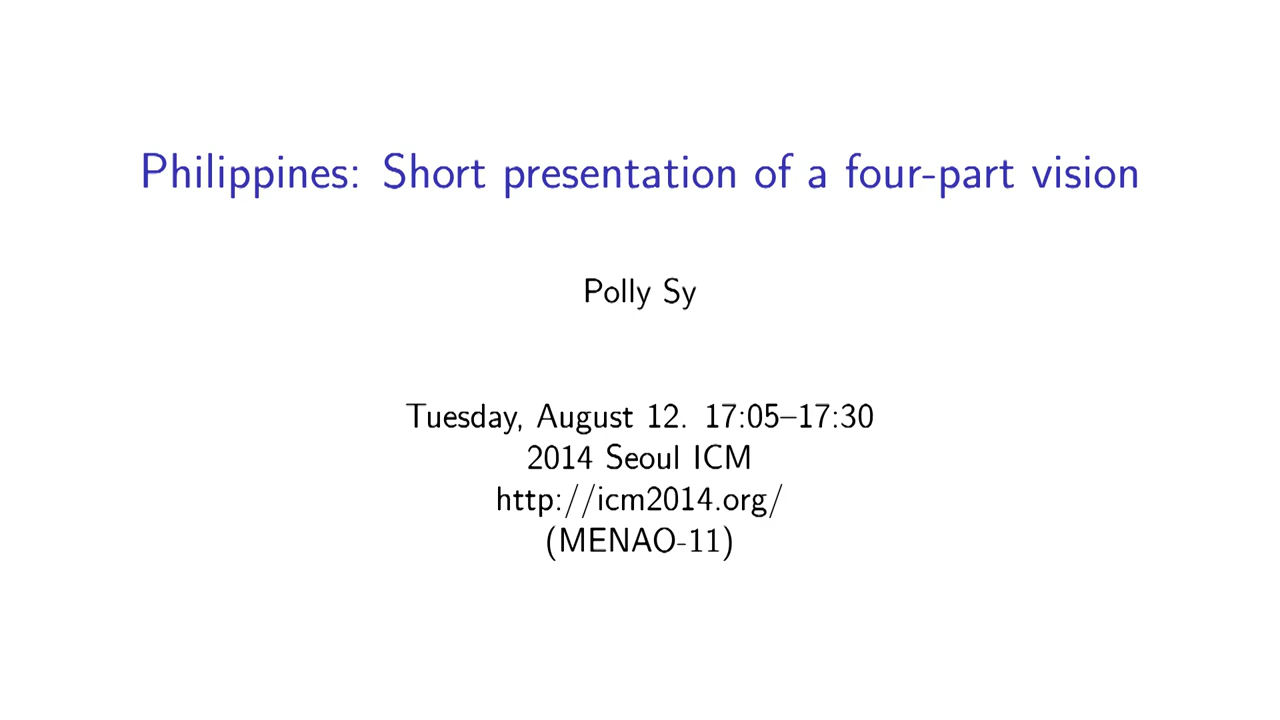 Philippines: Short presentation of a four-part vision
Polly Sy
Tuesday, August 12. 17:05–17:30
2014 Seoul ICM
http://icm2014.org/
(MENAO-11)